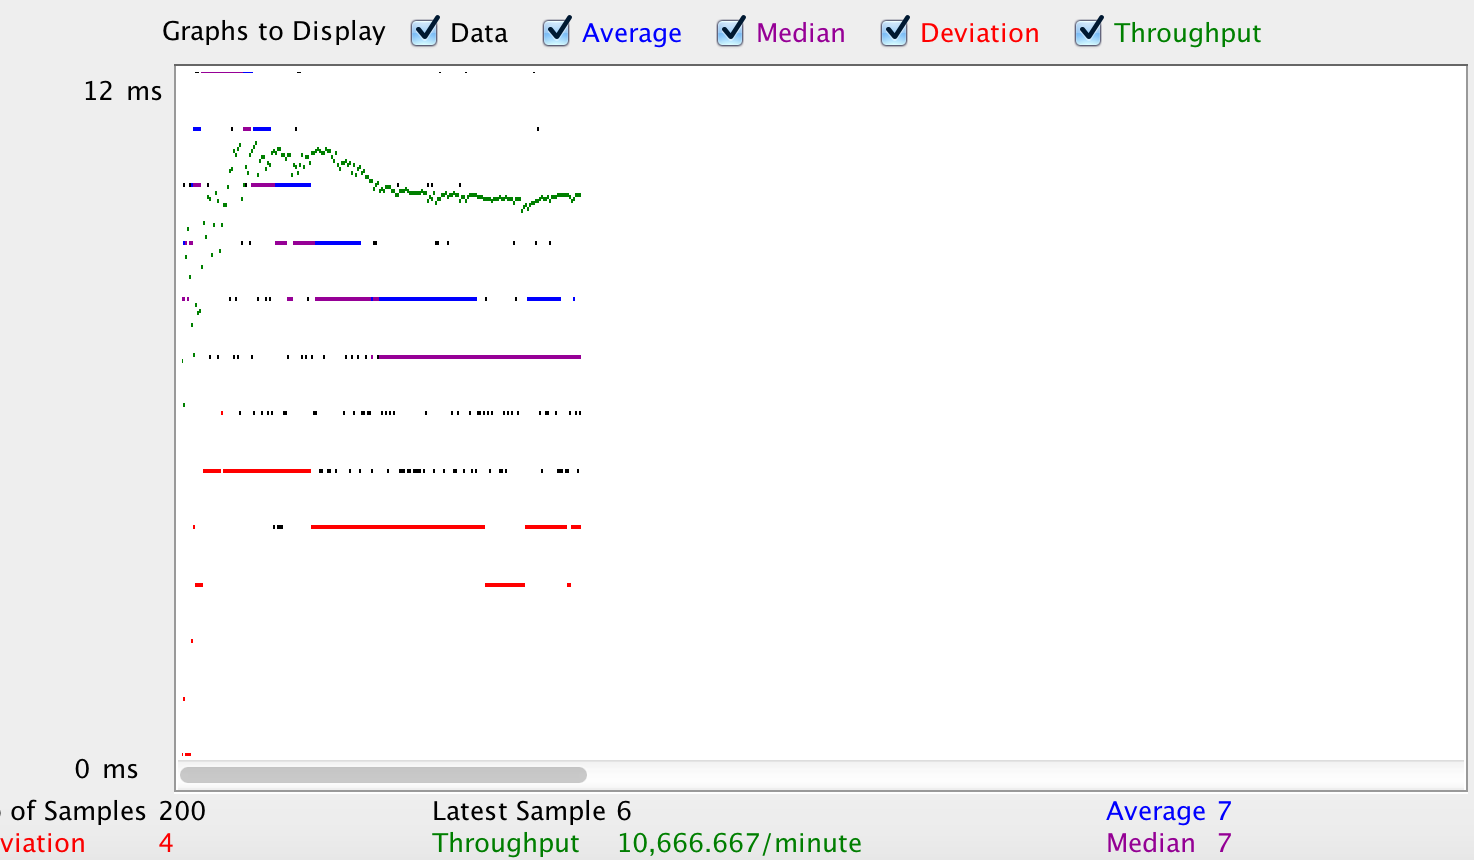 Graphs to Display Data Average Median Deviation Throughput
12 ms
0 ms
of Samples 200 Latest Sample 6 Average 7
viation 4 Throughput 10,666.667/minute Median 7